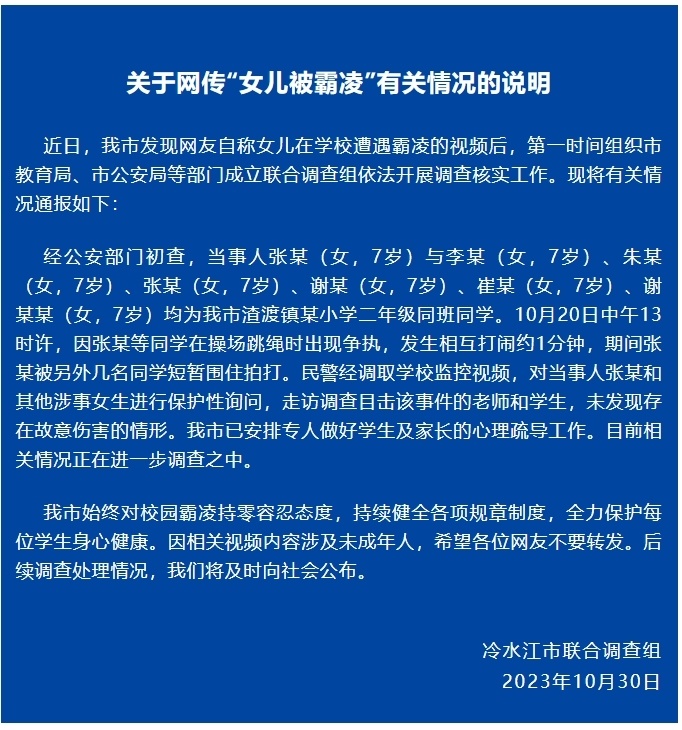 关于网传“女儿被霸凌”有关情况的说明
近日，我市发现网友自称女儿在学校遭遇霸凌的视频后，第一时间组织市
教育局、市公安局等部门成立联合调查组依法开展调查核实工作。现将有关情
况通报如下：
经公安部门初查，当事人张某（女，7岁）与李某（女，7岁）、朱某
（女，7岁）、张某（女，7岁）、谢某（女，7岁）、崔某（女，7岁）、谢
某某（女，7岁）均为我市渣渡镇某小学二年级同班同学。10月20日中午13
时许，因张某等同学在操场跳绳时出现争执，发生相互打闹约1分钟，期间张
某被另外几名同学短暂围住拍打。民警经调取学校监控视频，对当事人张某和
其他涉事女生进行保护性询问，走访调查目击该事件的老师和学生，未发现存
在故意伤害的情形。我市已安排专人做好学生及家长的心理疏导工作。目前相
关情况正在进一步调查之中。
我市始终对校园霸凌持零容忍态度，持续健全各项规章制度，全力保护每
位学生身心健康。因相关视频内容涉及未成年人，希望各位网友不要转发。后
续调查处理情况，我们将及时向社会公布。
冷水江市联合调查组
2023年10月30日